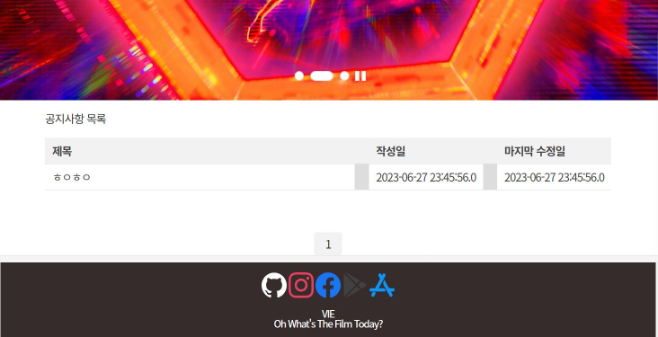 공지사항 목록
제목 작성일 마지막 수정일
ㅎㅇㅎㅇ 2023-06-27 23:45:56.0 2023-06-27 23:45:56.0
1
VIE
Oh What's The Film Today?